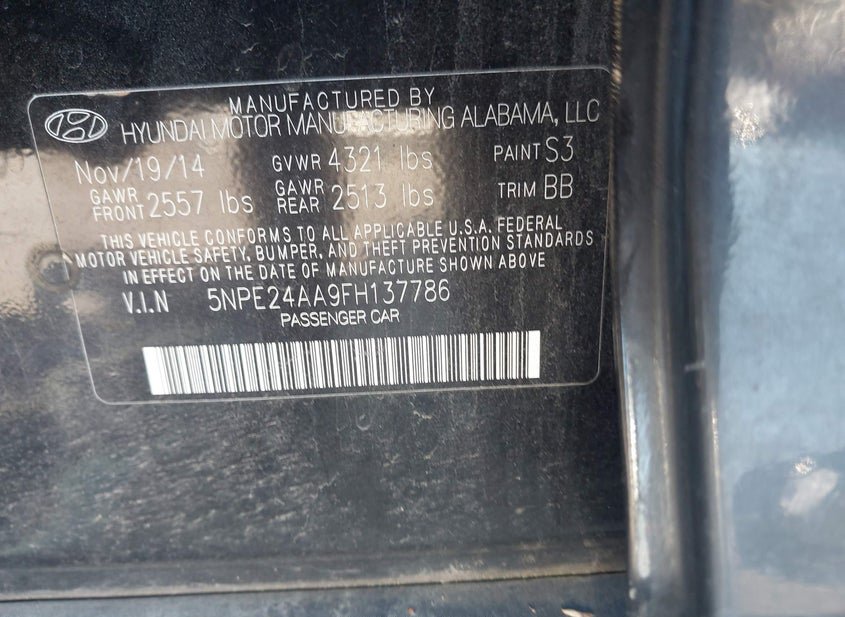 MANUFACTURED BY
HYUNDAI MOTOR MANUFACTURING ALABAMA, LLC
Nov/19/14 GVWR 4321 lbs PAINT S3
GAWR FRONT 2557 lbs GAWR REAR 2513 lbs TRIM BB
THIS VEHICLE CONFORMS TO ALL APPLICABLE U.S.A. FEDERAL
MOTOR VEHICLE SAFETY, BUMPER, AND THEFT PREVENTION STANDARDS
IN EFFECT ON THE DATE OF MANUFACTURE SHOWN ABOVE
V.I.N 5NPE24AA9FH137786
PASSENGER CAR